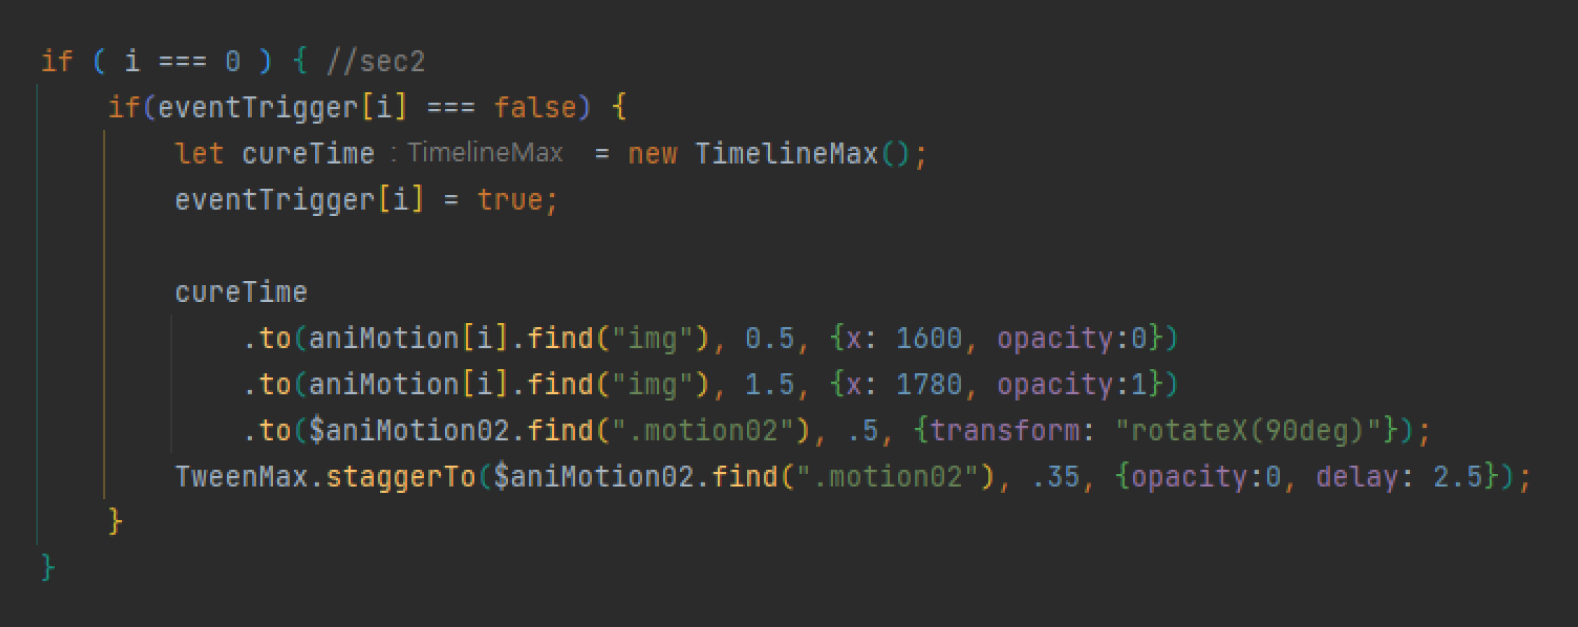 if ( i === 0 ) { //sec2
if(eventTrigger[i] === false) {
let cureTime : TimelineMax = new TimelineMax();
eventTrigger[i] = true;
cureTime
.to(aniMotion[i].find("img"), 0.5, {x: 1600, opacity:0})
.to(aniMotion[i].find("img"), 1.5, {x: 1780, opacity:1})
.to($aniMotion02.find(".motion02"), .5, {transform: "rotateX(90deg)"});
TweenMax.staggerTo($aniMotion02.find(".motion02"), .35, {opacity:0, delay: 2.5});
}
}